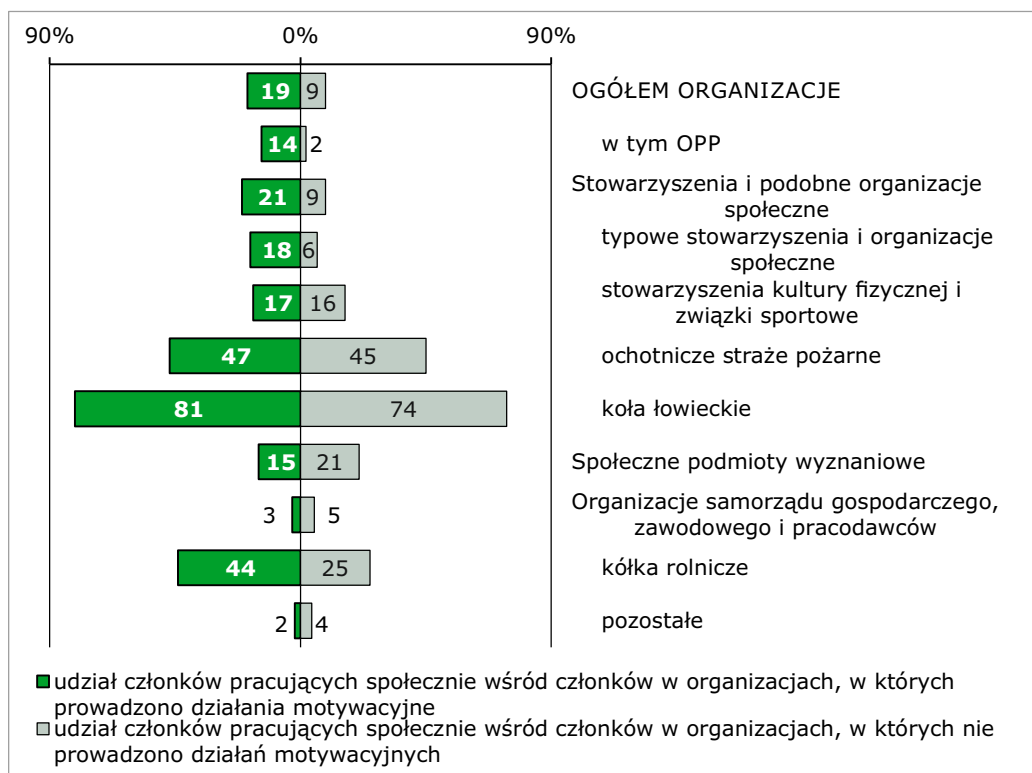 90% 0% 90%
19 9 OGÓŁEM ORGANIZACJE
14 2 w tym OPP
21 9 Stowarzyszenia i podobne organizacje
społeczne
18 6 typowe stowarzyszenia i organizacje
społeczne
17 16 stowarzyszenia kultury fizycznej i
związki sportowe
47 45 ochotnicze straże pożarne
81 74 koła łowieckie
15 21 Społeczne podmioty wyznaniowe
3 5 Organizacje samorządu gospodarczego,
zawodowego i pracodawców
44 25 kółka rolnicze
2 4 pozostałe
udział członków pracujących społecznie wśród członków w organizacjach, w których
prowadzono działania motywacyjne
udział członków pracujących społecznie wśród członków w organizacjach, w których nie
prowadzono działań motywacyjnych